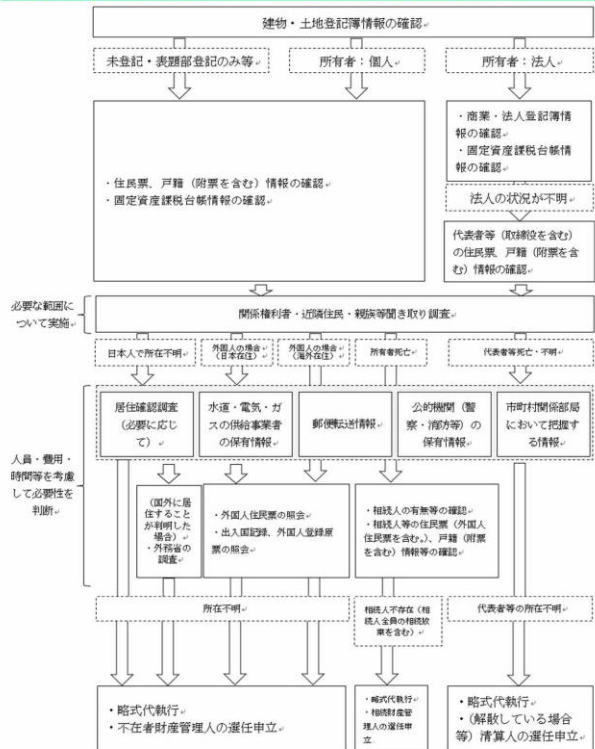 建物・土地登記簿情報の確認
未登記・表題部登記のみ等
所有者:個人
所有者:法人
・商業・法人登記簿情
報の確認
・固定資産課税台帳情
報の確認
・住民票、戸籍(附票を含む)情報の確認
・固定資産課税台帳情報の確認
法人の状況が不明
代表者等(取締役を含む)
の住民票、戸籍(附票を含
む)情報の確認
必要な範囲に
ついて実施
関係権利者・近隣住民・親族等聞き取り調査
日本人で所在不明
外国人の場合
(日本在住)
外国人の場合
(海外在住)
所有者死亡
代表者等死亡・不明
人員・費用・
時間等を考慮
して必要性を
判断
居住確認調査
(必要に応じ
て)
水道・電気・ガ
スの供給事業者
の保有情報
郵便転送情報
公的機関(警
察・消防等)の
保有情報
市町村関係部局
において把握す
る情報
(国外に居
住すること
が判明した
場合)
・外務省の
調査
・外国人住民票の照会
・出入国記録、外国人登録原
票の照会
・相続人の有無等の確認
・相続人等の住民票(外国人
住民票を含む。)、戸籍(附票
を含む)情報等の確認
所在不明
相続人不存在(相
続人全員の相続放
棄を含む)
代表者等の所在不明
・略式代執行
・不在者財産管理人の選任申立
・略式代執行
・相続財産管
理人の選任申
立
・略式代執行
・(解散している場合
等)清算人の選任申立